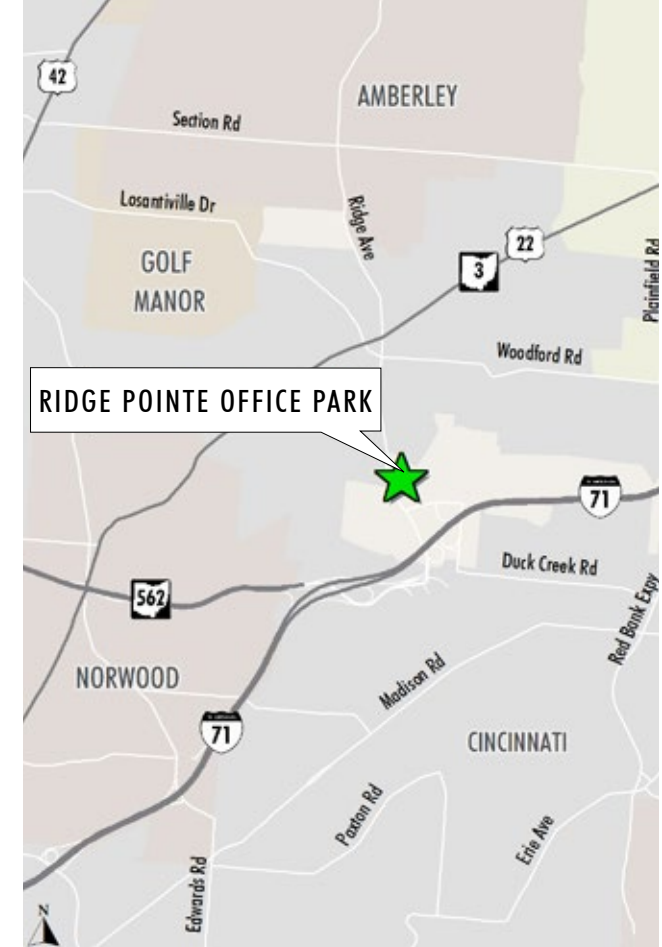 42
AMBERLEY
Section Rd
Losantiville Dr
Ridge Ave
22
3
GOLF
MANOR
Plainfield Rd
Woodford Rd
RIDGE POINTE OFFICE PARK
71
Duck Creek Rd
562
Red Bank Expy
NORWOOD
Madison Rd
71
CINCINNATI
Paxton Rd
Erie Ave
Edwards Rd
N